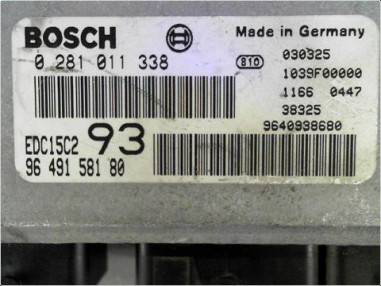 BOSCH
Made in Germany
0 281 011 338
810
030325
1039F00000
1166 0447
38325
9640938680
EDC15C2 93
96 491 581 80